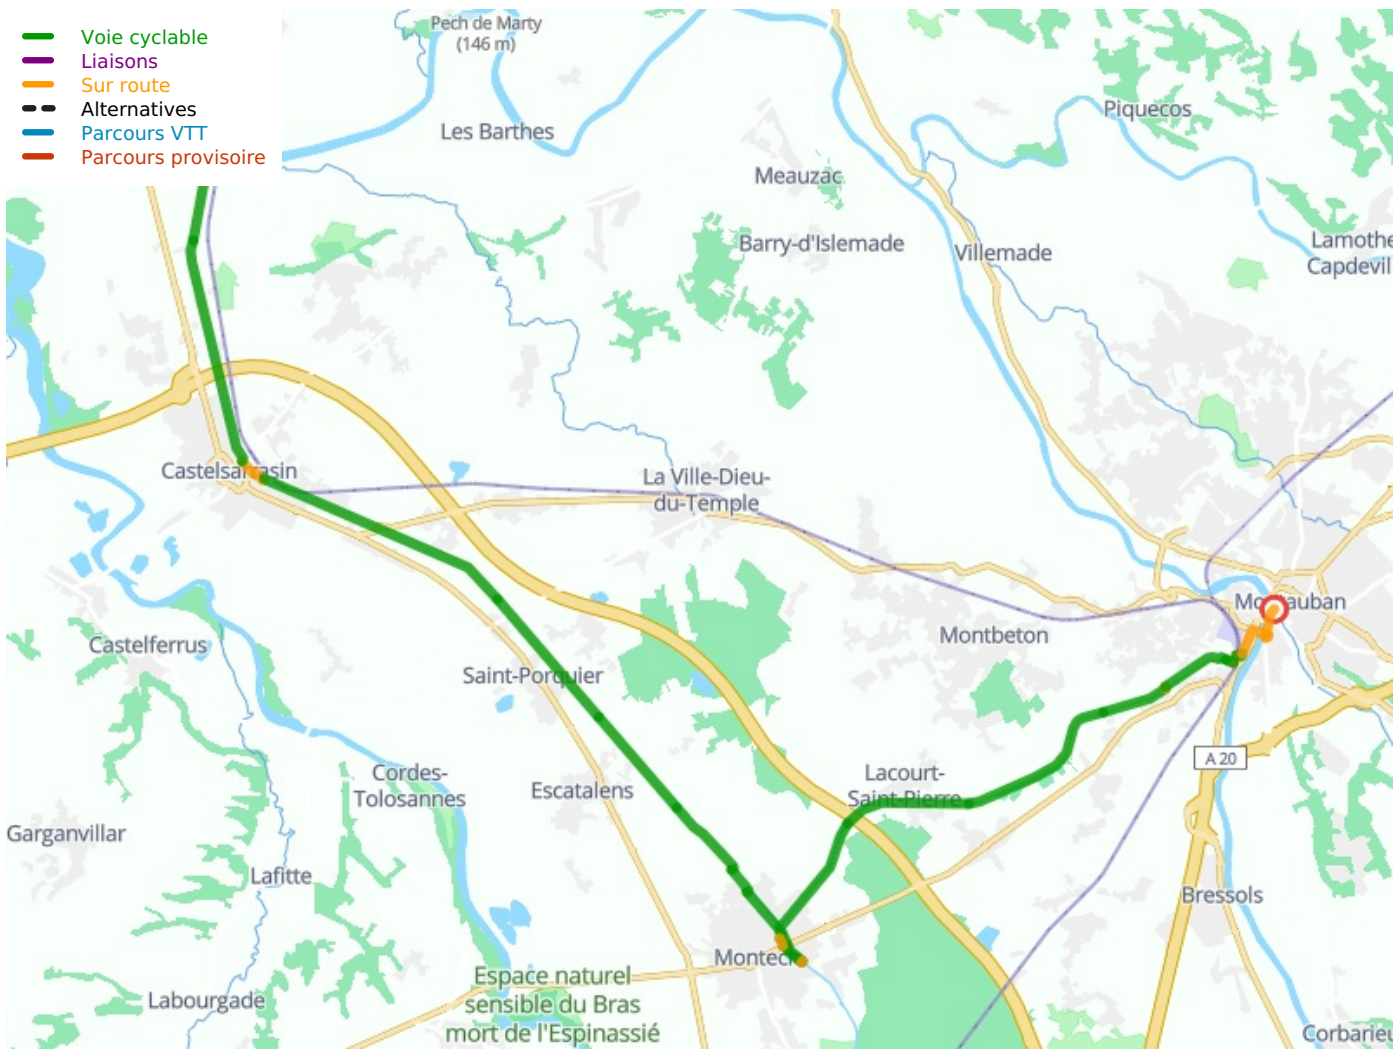 Voie cyclable
Liaisons
Sur route
Alternatives
Parcours VTT
Parcours provisoire
Pech de Marty
(146 m)
Les Barthes
Piquecos
Meauzac
Barry-d'Islemade
Villemade
Lamothe
Capdevil
Castelsarrasin
La Ville-Dieu-
du-Temple
Montauban
Montbeton
Castelferrus
Saint-Porquier
A 20
Cordes-
Tolosannes
Escatalens
Lacourt-
Saint-Pierre
Garganvillar
Lafitte
Bressols
Montech
Espace naturel
sensible du Bras
mort de l'Espinassié
Labourgade
Corbarieu